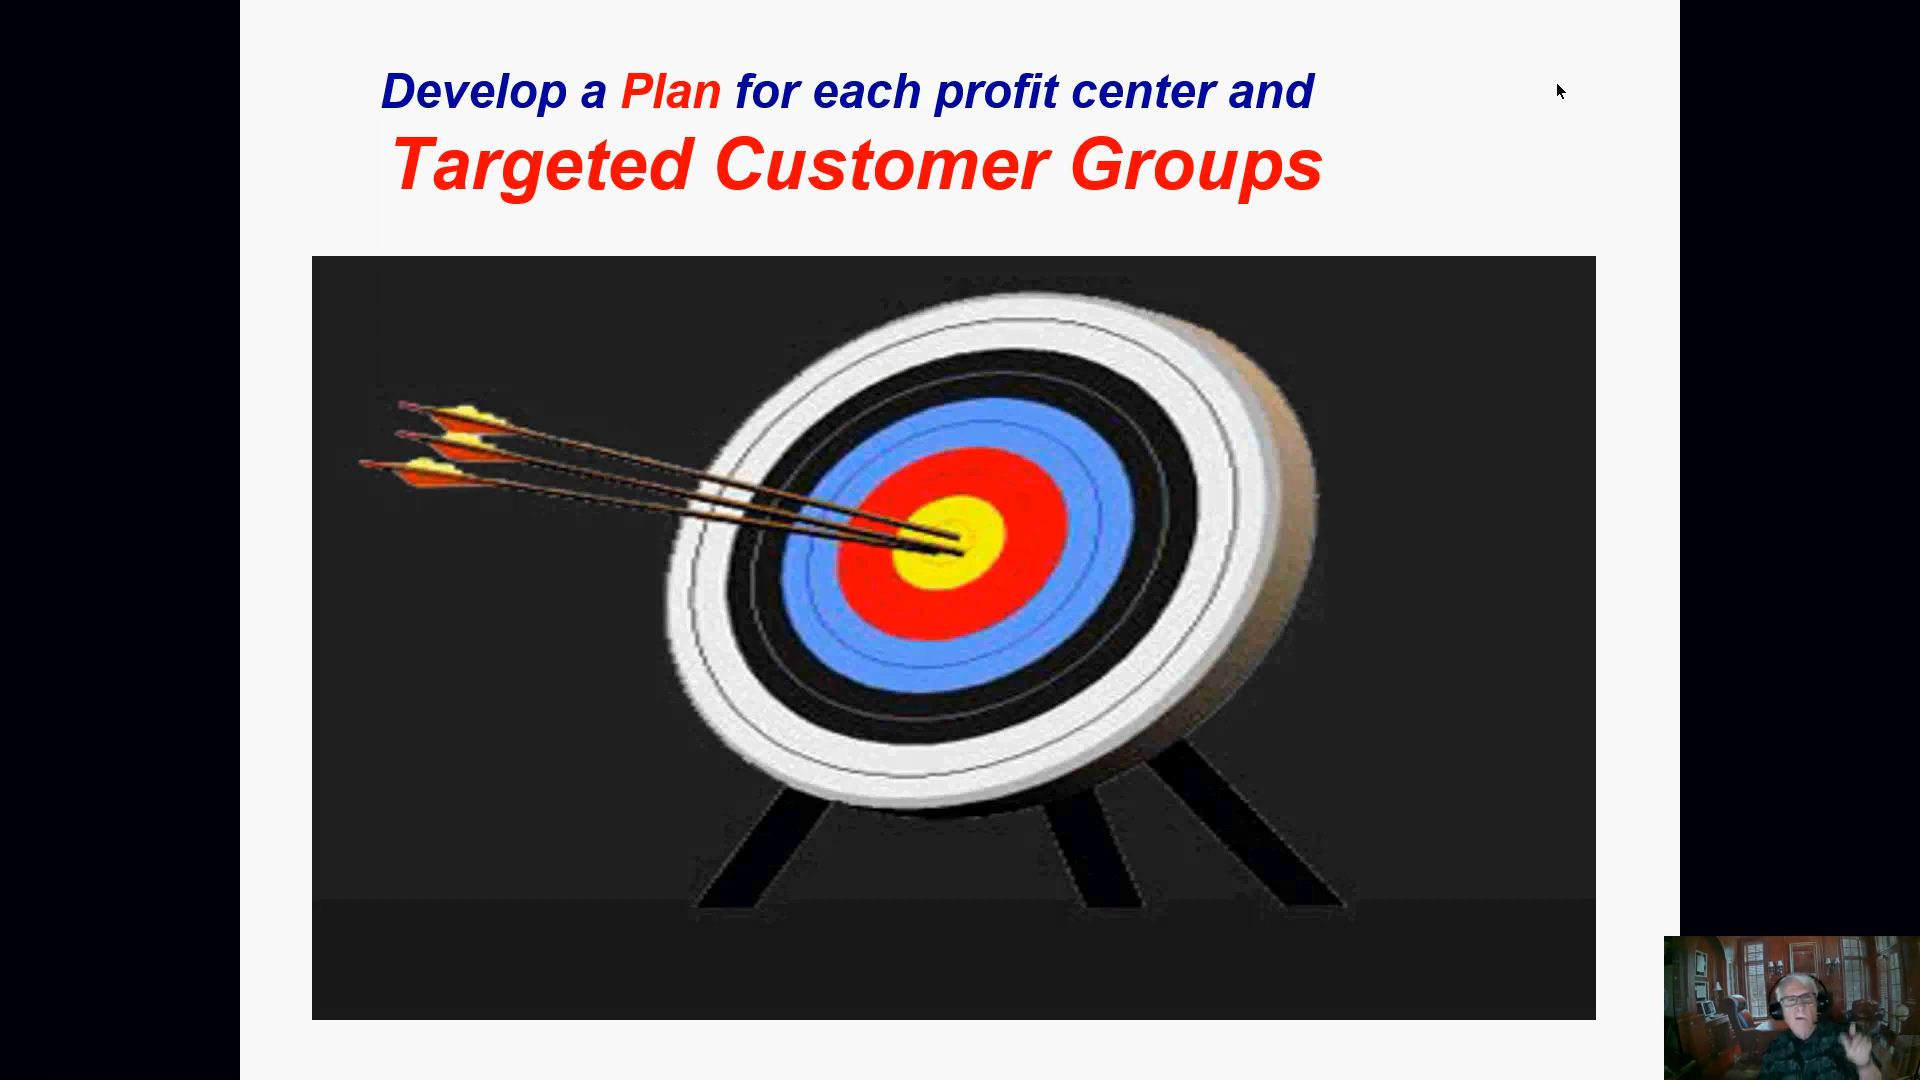 Develop a Plan for each profit center and
Targeted Customer Groups